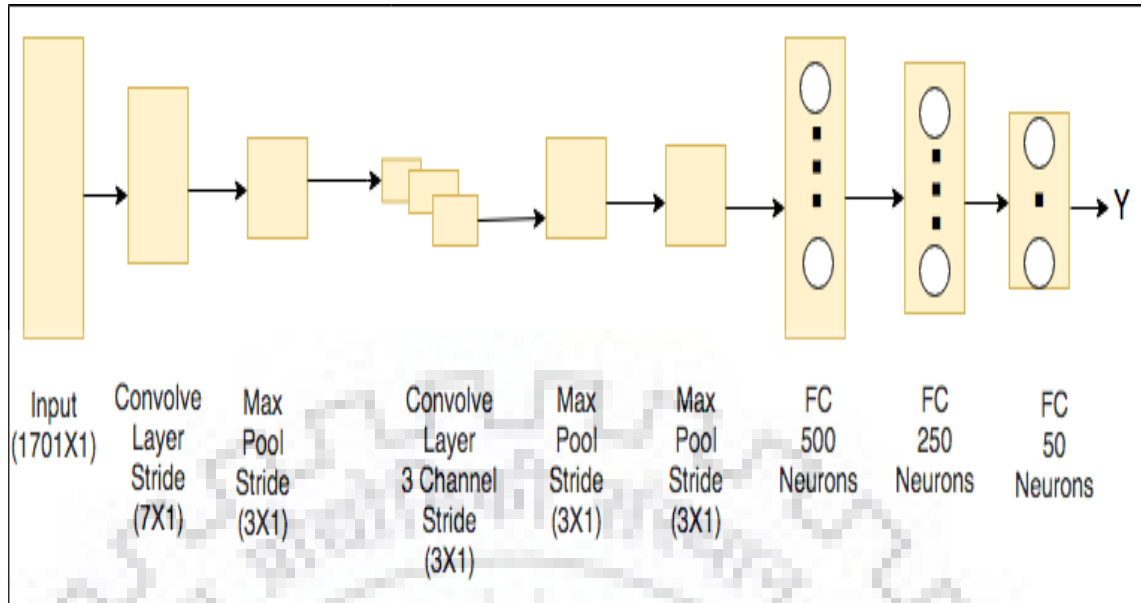 Y
Input
(1701X1)
Convolve
Layer
Stride
(7X1)
Max
Pool
Stride
(3X1)
Convolve
Layer
3 Channel
Stride
(3X1)
Max
Pool
Stride
(3X1)
Max
Pool
Stride
(3X1)
FC
500
Neurons
FC
250
Neurons
FC
50
Neurons